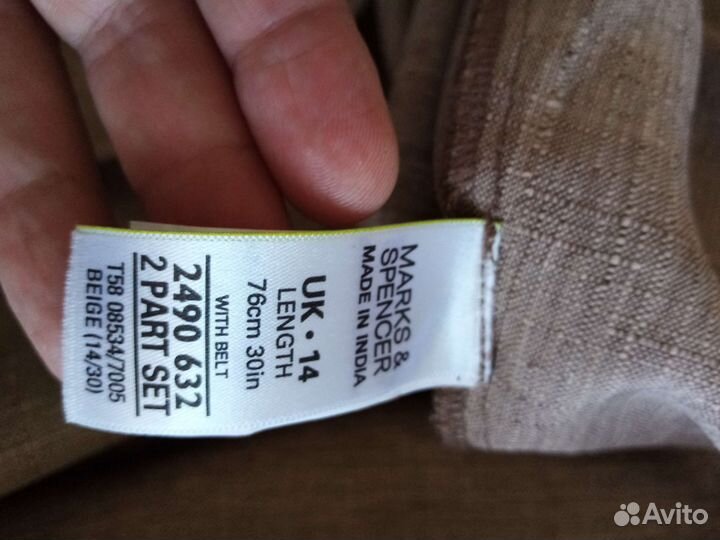 MARKS &
SPENCER
MADE IN INDIA
UK • 14
LENGTH
76cm 30in
WITH BELT
2490 632
2 PART SET
T58 08534/7005
BEIGE (14/30)
Avito